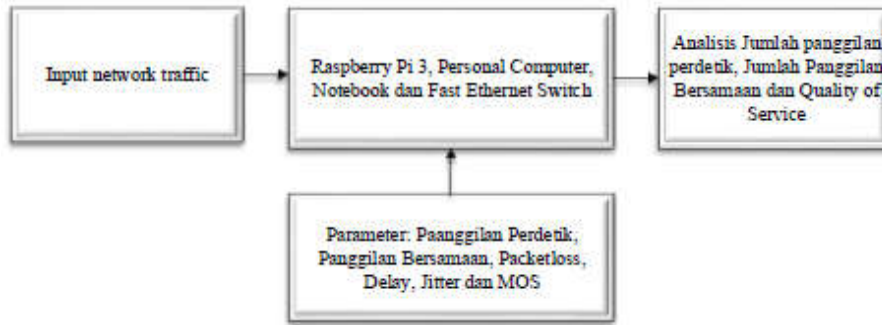 Input network traffic
Raspberry Pi 3, Personal Computer,
Notebook dan Fast Ethernet Switch
Analisis Jumlah panggilan
perdetik, Jumlah Panggilan
Bersamaan dan Quality of
Service
Parameter: Paanggilan Perdetik,
Panggilan Bersamaan, Packetloss,
Delay, Jitter dan MOS